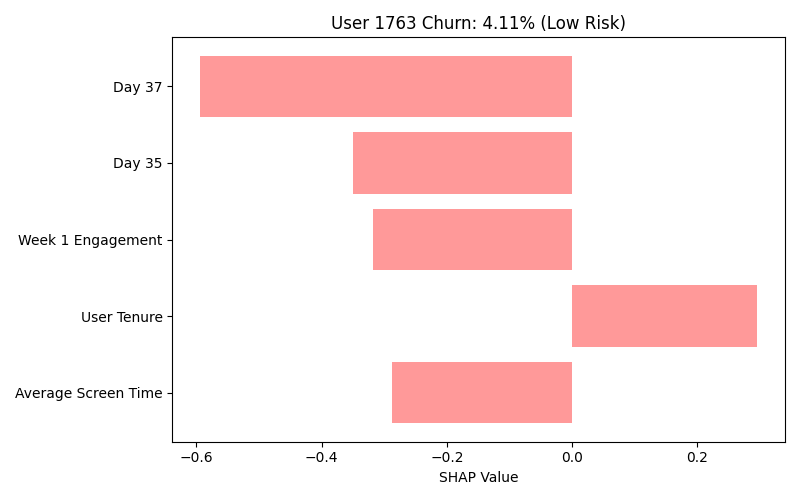 User 1763 Churn: 4.11% (Low Risk)
Day 37
Day 35
Week 1 Engagement
User Tenure
Average Screen Time
−0.6 −0.4 −0.2 0.0 0.2
SHAP Value